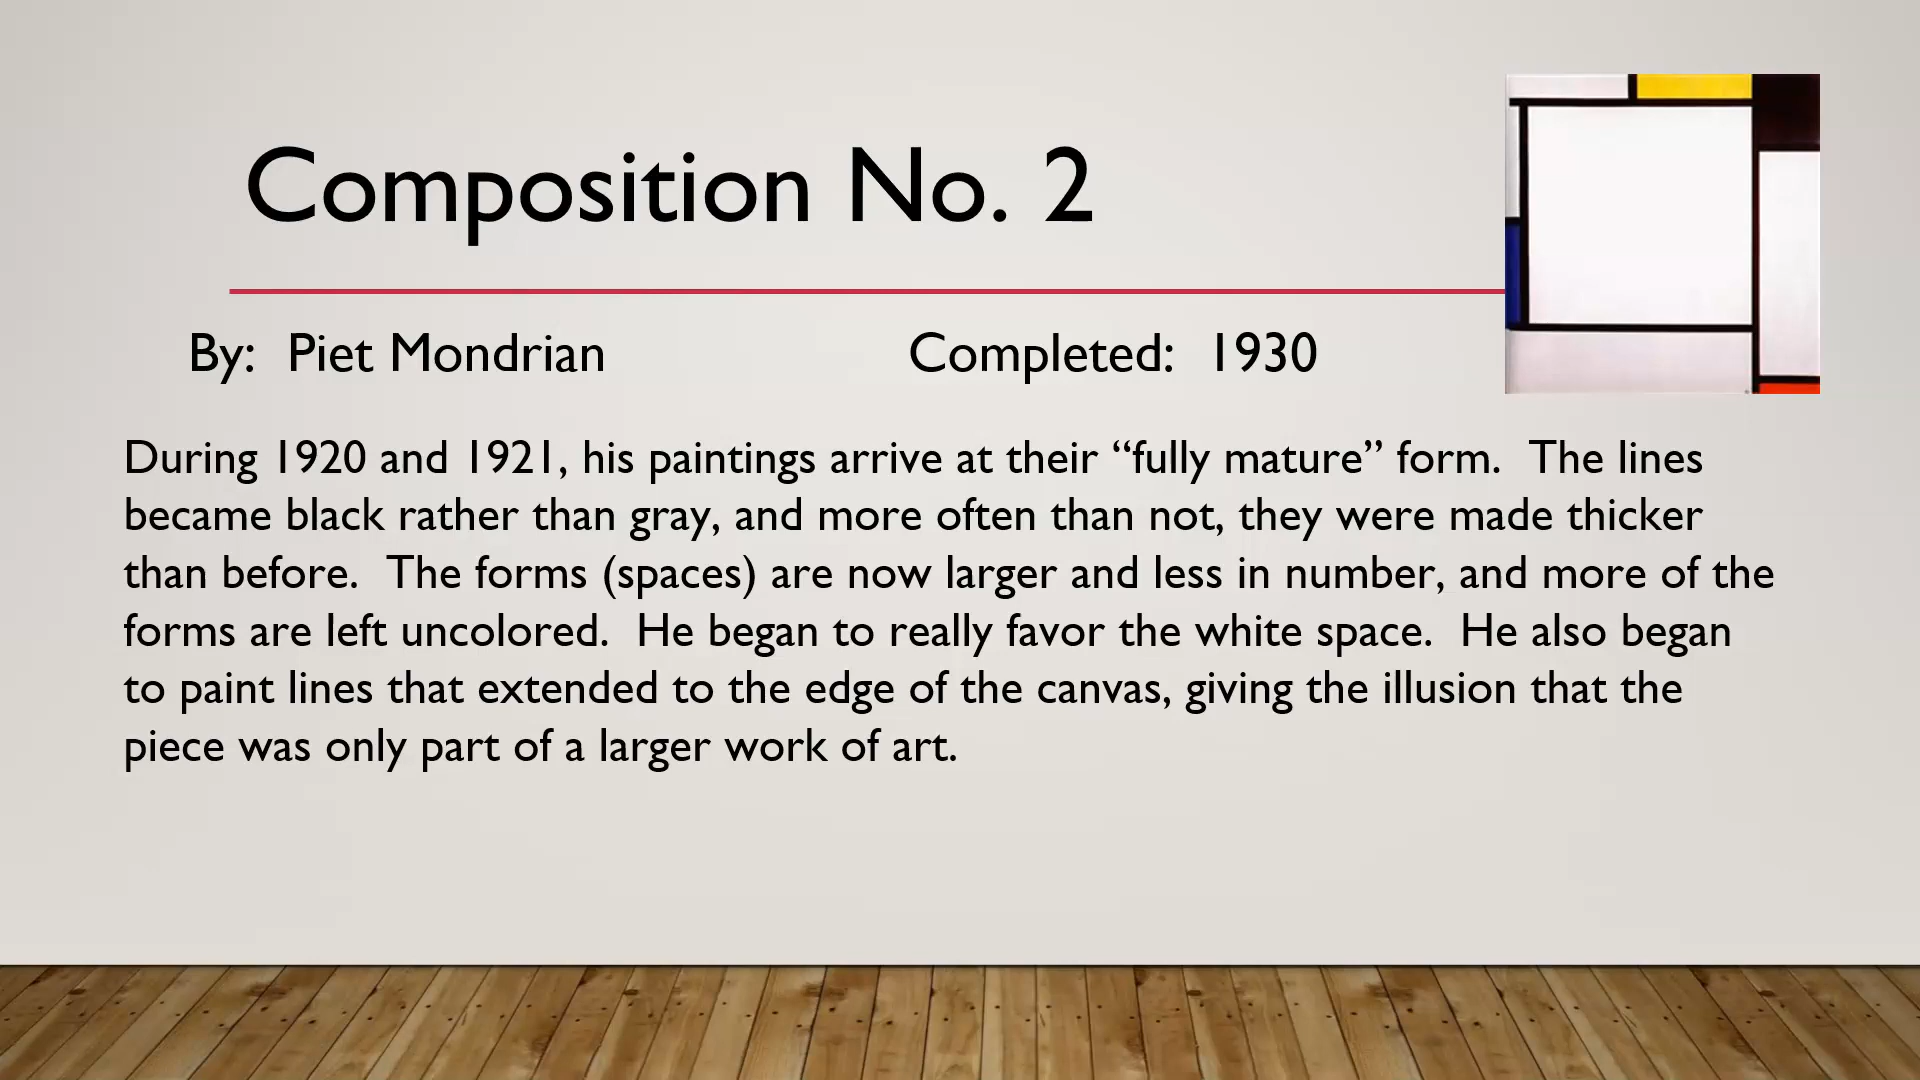 Composition No. 2
By:  Piet Mondrian
Completed:  1930
During 1920 and 1921, his paintings arrive at their “fully mature” form.  The lines
became black rather than gray, and more often than not, they were made thicker
than before.  The forms (spaces) are now larger and less in number, and more of the
forms are left uncolored.  He began to really favor the white space.  He also began
to paint lines that extended to the edge of the canvas, giving the illusion that the
piece was only part of a larger work of art.